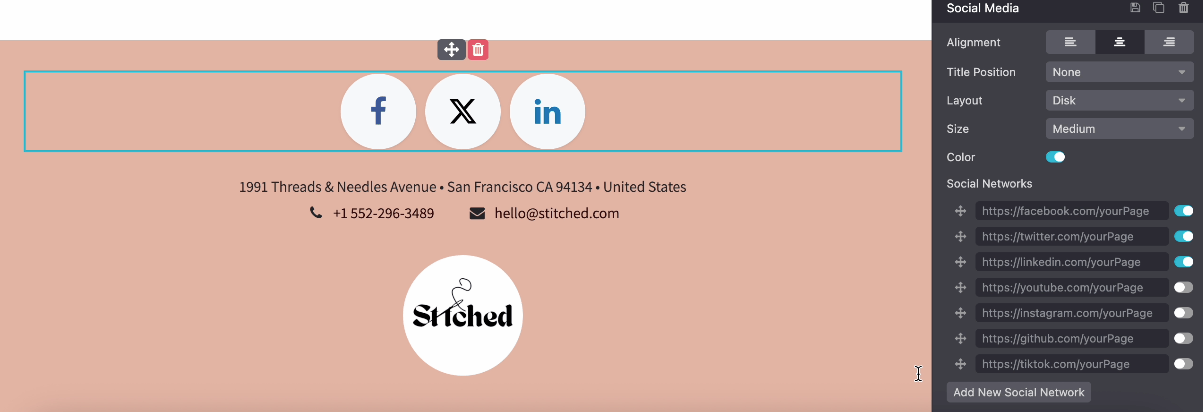 Social Media
Alignment
Title Position None
Layout Disk
Size Medium
Color
Social Networks
https://facebook.com/yourPage
https://twitter.com/yourPage
https://linkedin.com/yourPage
https://youtube.com/yourPage
https://instagram.com/yourPage
https://github.com/yourPage
https://tiktok.com/yourPage
Add New Social Network
f X in
1991 Threads & Needles Avenue • San Francisco CA 94134 • United States
+1 552-296-3489 hello@stitched.com
Stitched